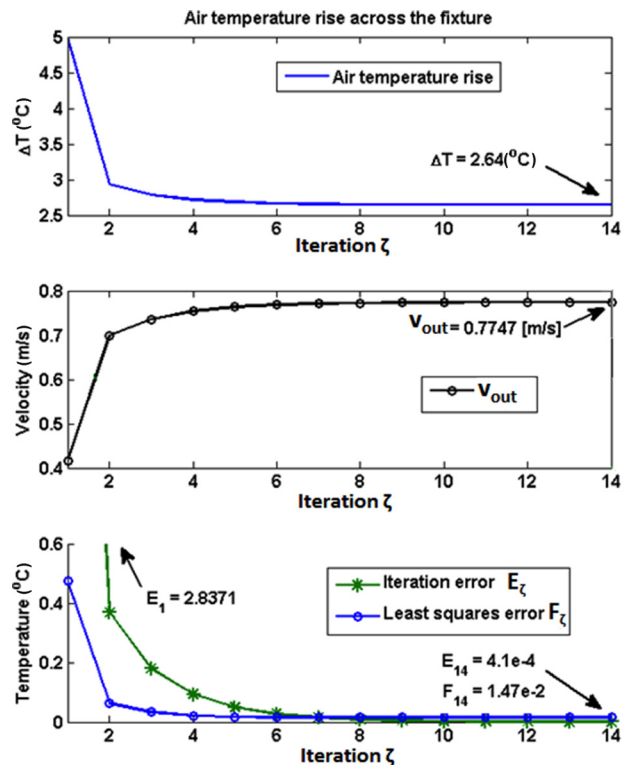 Air temperature rise across the fixture
5
4.5
4
3.5
3
2.5
ΔT (⁰C)
Air temperature rise
ΔT = 2.64(⁰C)
2 4 6 8 10 12 14
Iteration ζ
0.8
0.7
0.6
0.5
0.4
Velocity (m/s)
v_out = 0.7747 [m/s]
v_out
2 4 6 8 10 12 14
Iteration ζ
0.6
0.4
0.2
0
Temperature (⁰C)
E_1 = 2.8371
Iteration error E_ζ
Least squares error F_ζ
E_14 = 4.1e-4
F_14 = 1.47e-2
2 4 6 8 10 12 14
Iteration ζ